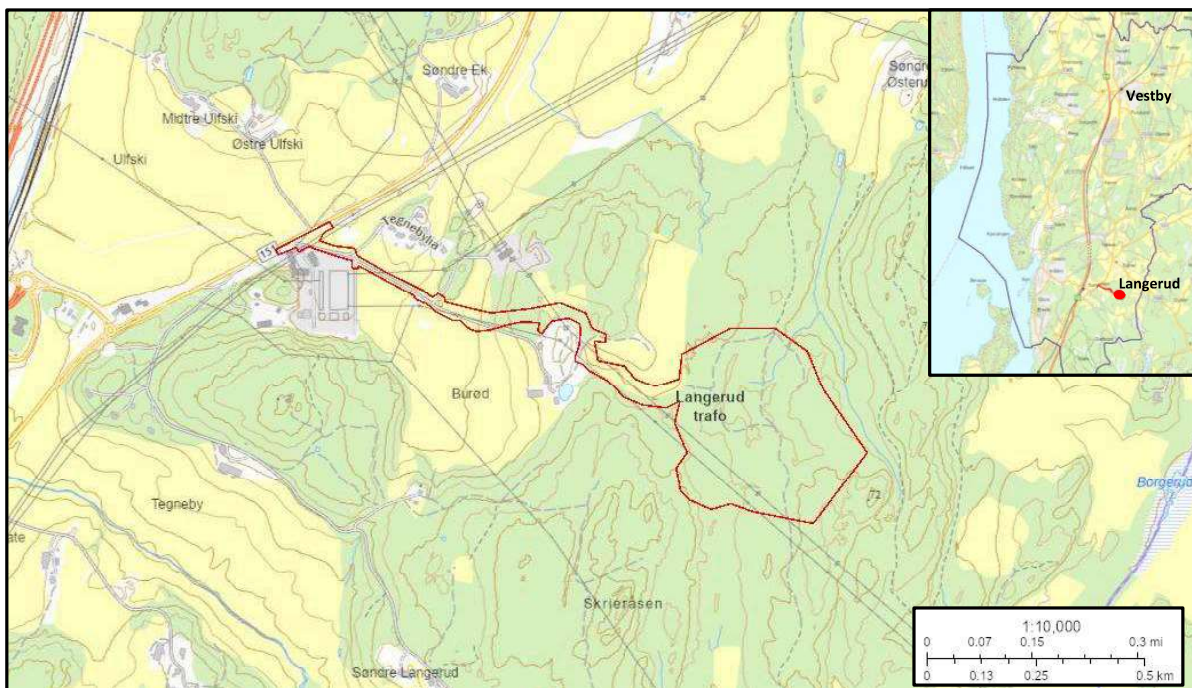 Søndre Ek
Søndre
Østeru
Midtre Ulfski
Østre Ulfski
Ulfski
Tegnebylia
151
Burød
Langerud
trafo
72
Tegneby
Skrieråsen
Søndre Langerud
Borgerud
Vestby
Langerud
1:10,000
0 0.07 0.15 0.3 mi
0 0.13 0.25 0.5 km